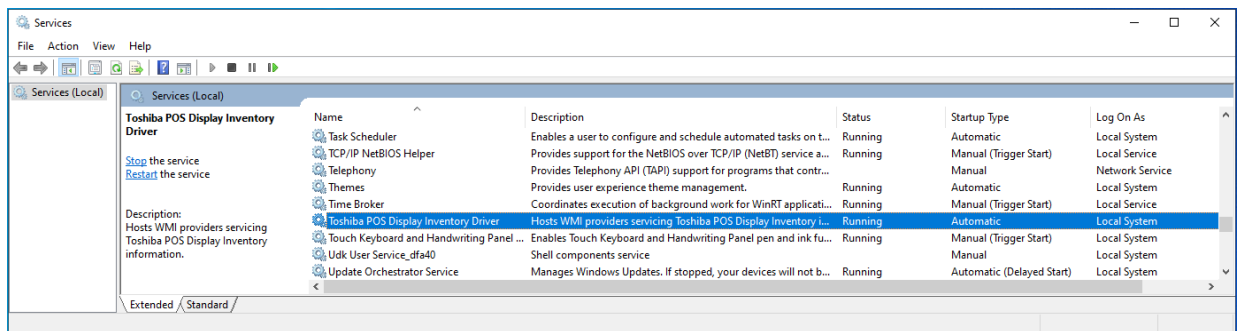 Services
File Action View Help
Services (Local)
Services (Local)
Toshiba POS Display Inventory Driver
Stop the service
Restart the service
Description:
Hosts WMI providers servicing
Toshiba POS Display Inventory
information.
Name Description Status Startup Type Log On As
Task Scheduler Enables a user to configure and schedule automated tasks on t... Running Automatic Local System
TCP/IP NetBIOS Helper Provides support for the NetBIOS over TCP/IP (NetBT) service a... Running Manual (Trigger Start) Local Service
Telephony Provides Telephony API (TAPI) support for programs that contr... Manual Network Service
Themes Provides user experience theme management. Running Automatic Local System
Time Broker Coordinates execution of background work for WinRT applicati... Running Manual (Trigger Start) Local Service
Toshiba POS Display Inventory Driver Hosts WMI providers servicing Toshiba POS Display Inventory i... Running Automatic Local System
Touch Keyboard and Handwriting Panel ... Enables Touch Keyboard and Handwriting Panel pen and ink fu... Running Manual (Trigger Start) Local System
Udk User Service_dfa40 Shell components service Manual Local System
Update Orchestrator Service Manages Windows Updates. If stopped, your devices will not b... Running Automatic (Delayed Start) Local System
Extended Standard